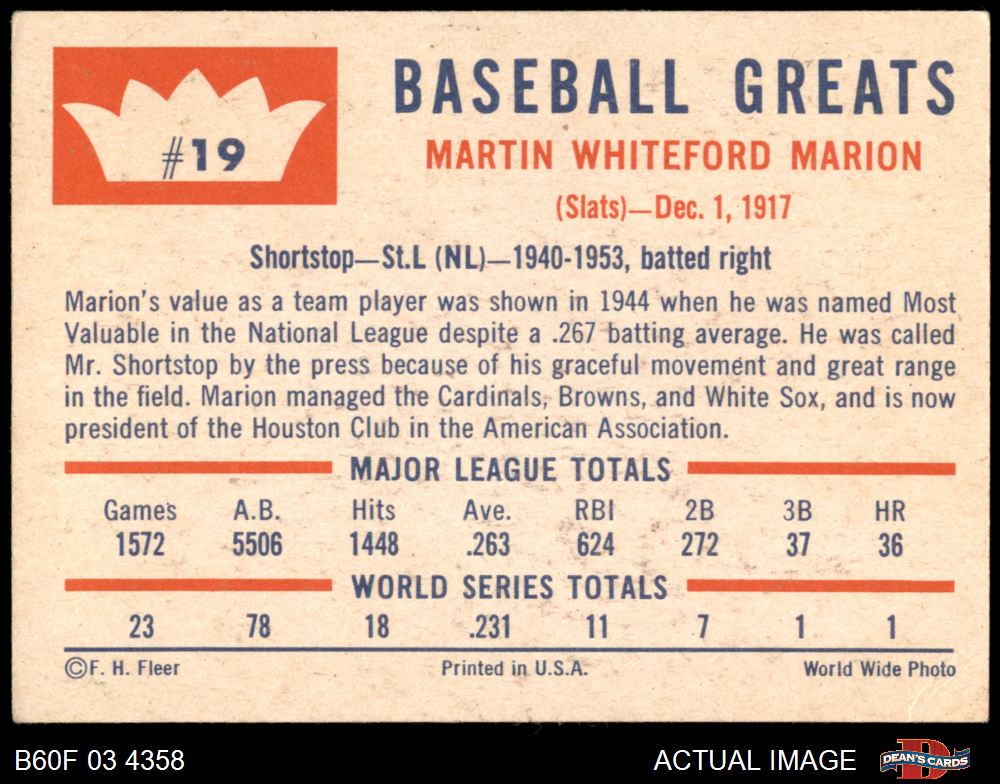 #19
BASEBALL GREATS
MARTIN WHITEFORD MARION
(Slats)—Dec. 1, 1917
Shortstop—St.L (NL)—1940-1953, batted right
Marion's value as a team player was shown in 1944 when he was named Most
Valuable in the National League despite a .267 batting average. He was called
Mr. Shortstop by the press because of his graceful movement and great range
in the field. Marion managed the Cardinals, Browns, and White Sox, and is now
president of the Houston Club in the American Association.
MAJOR LEAGUE TOTALS
Games A.B. Hits Ave. RBI 2B 3B HR
1572 5506 1448 .263 624 272 37 36
WORLD SERIES TOTALS
23 78 18 .231 11 7 1 1
©F. H. Fleer Printed in U.S.A. World Wide Photo
B60F 03 4358 ACTUAL IMAGE DEAN'S CARDS